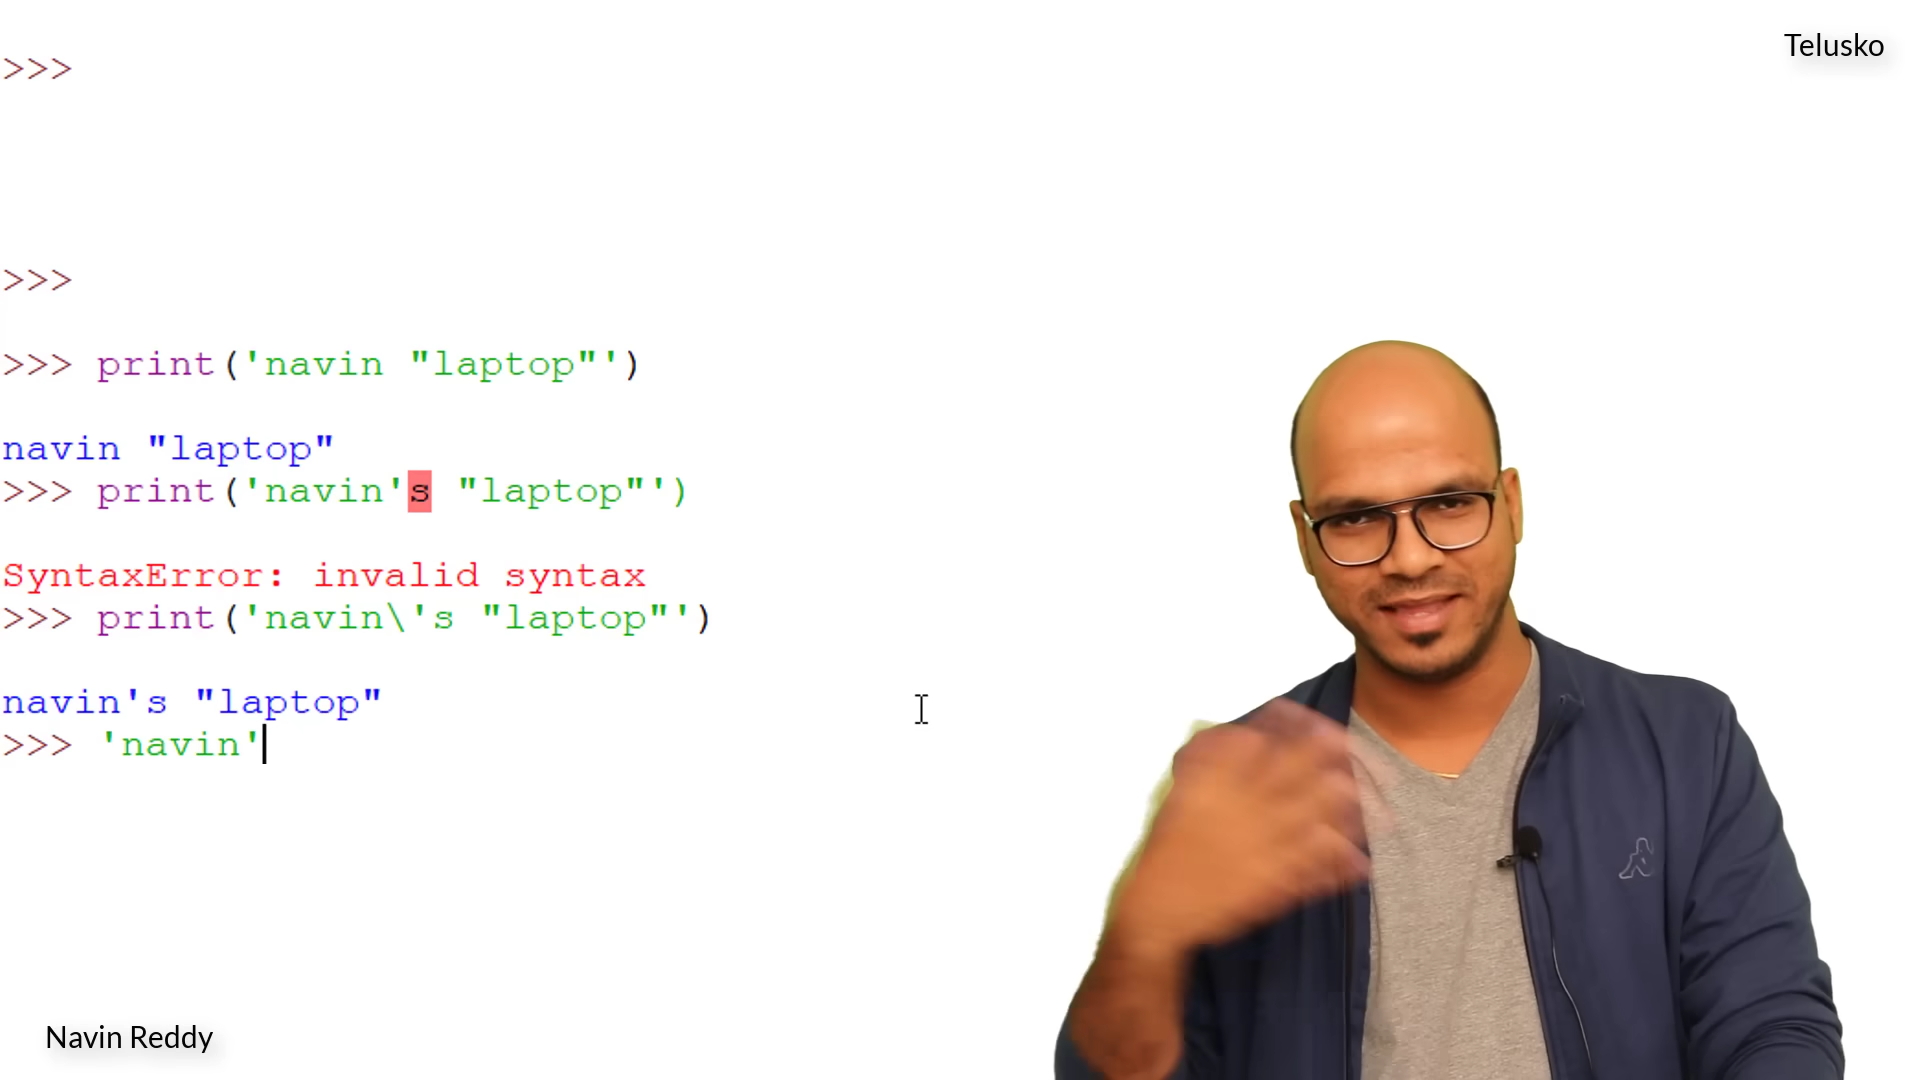 Telusko
>>>
>>>
>>> print('navin "laptop"')
navin "laptop"
>>> print('navin's "laptop"')
SyntaxError: invalid syntax
>>> print('navin\'s "laptop"')
navin's "laptop"
>>> 'navin'
Navin Reddy